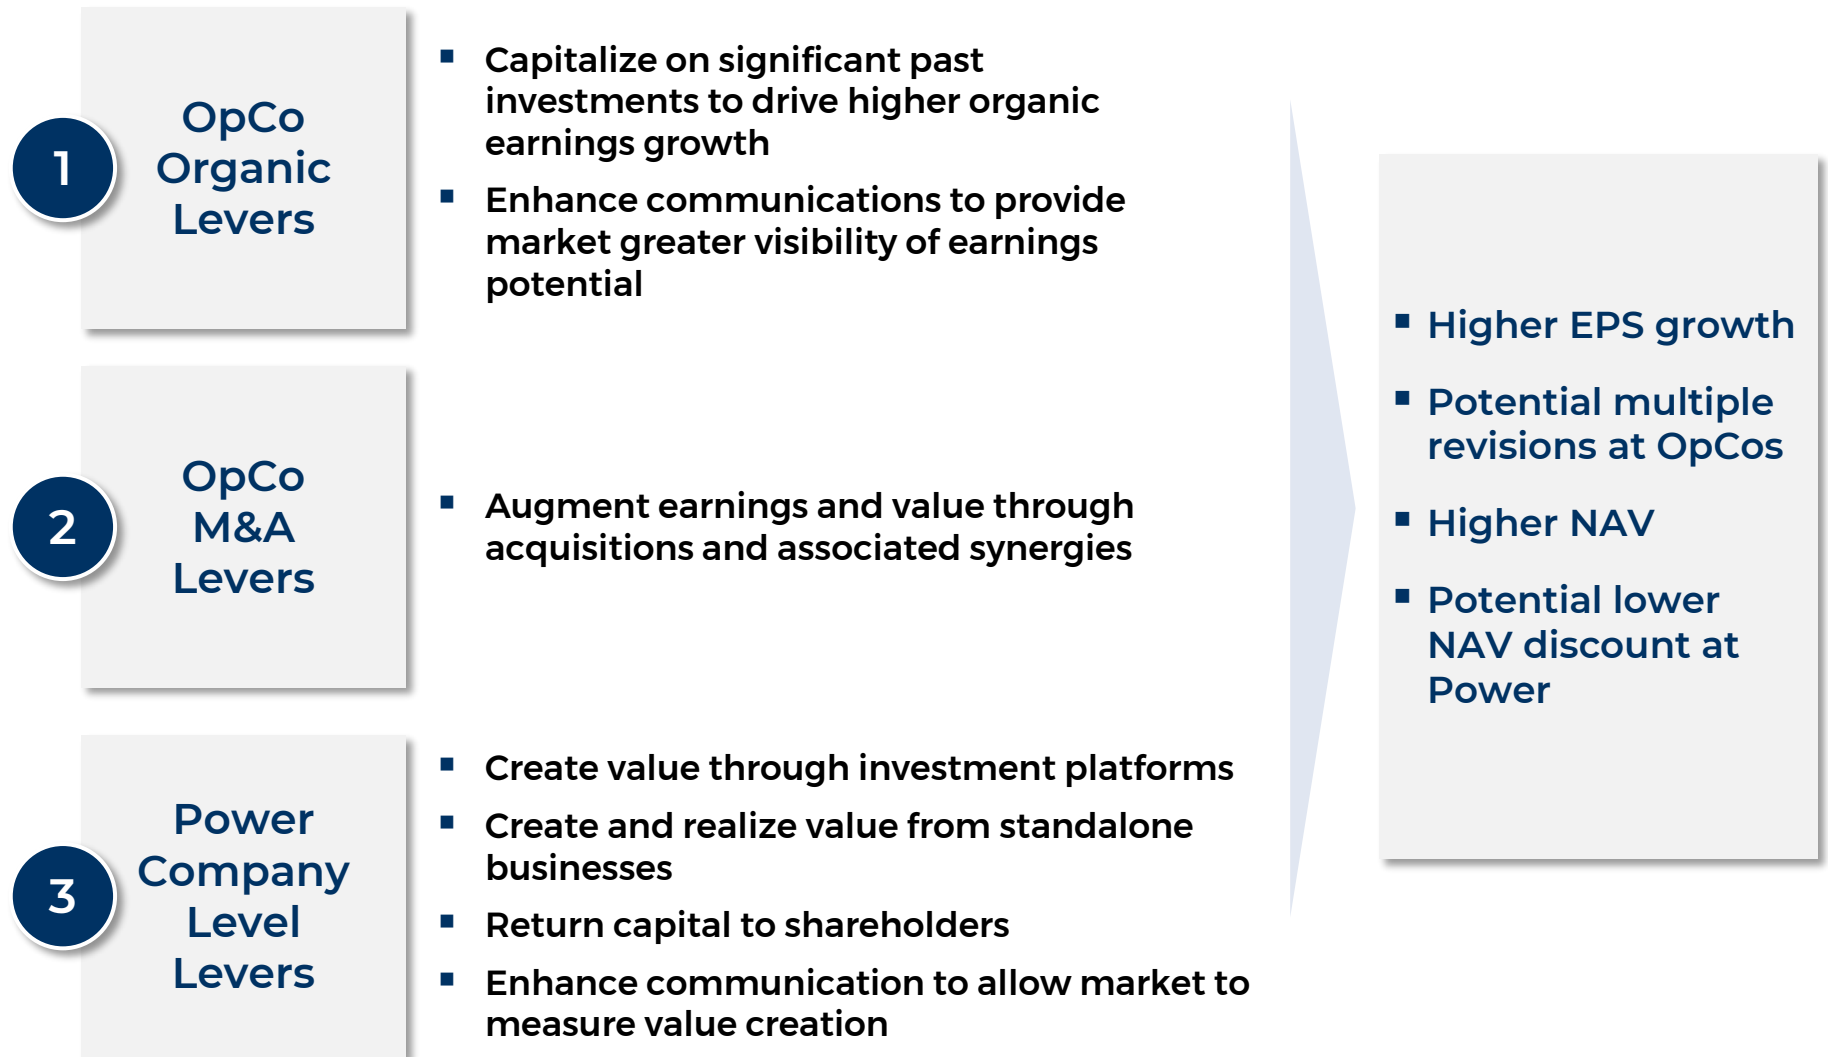 1
OpCo
Organic
Levers
▪ Capitalize on significant past
investments to drive higher organic
earnings growth
▪ Enhance communications to provide
market greater visibility of earnings
potential
2
OpCo
M&A
Levers
▪ Augment earnings and value through
acquisitions and associated synergies
3
Power
Company
Level
Levers
▪ Create value through investment platforms
▪ Create and realize value from standalone
businesses
▪ Return capital to shareholders
▪ Enhance communication to allow market to
measure value creation
▪ Higher EPS growth
▪ Potential multiple
revisions at OpCos
▪ Higher NAV
▪ Potential lower
NAV discount at
Power